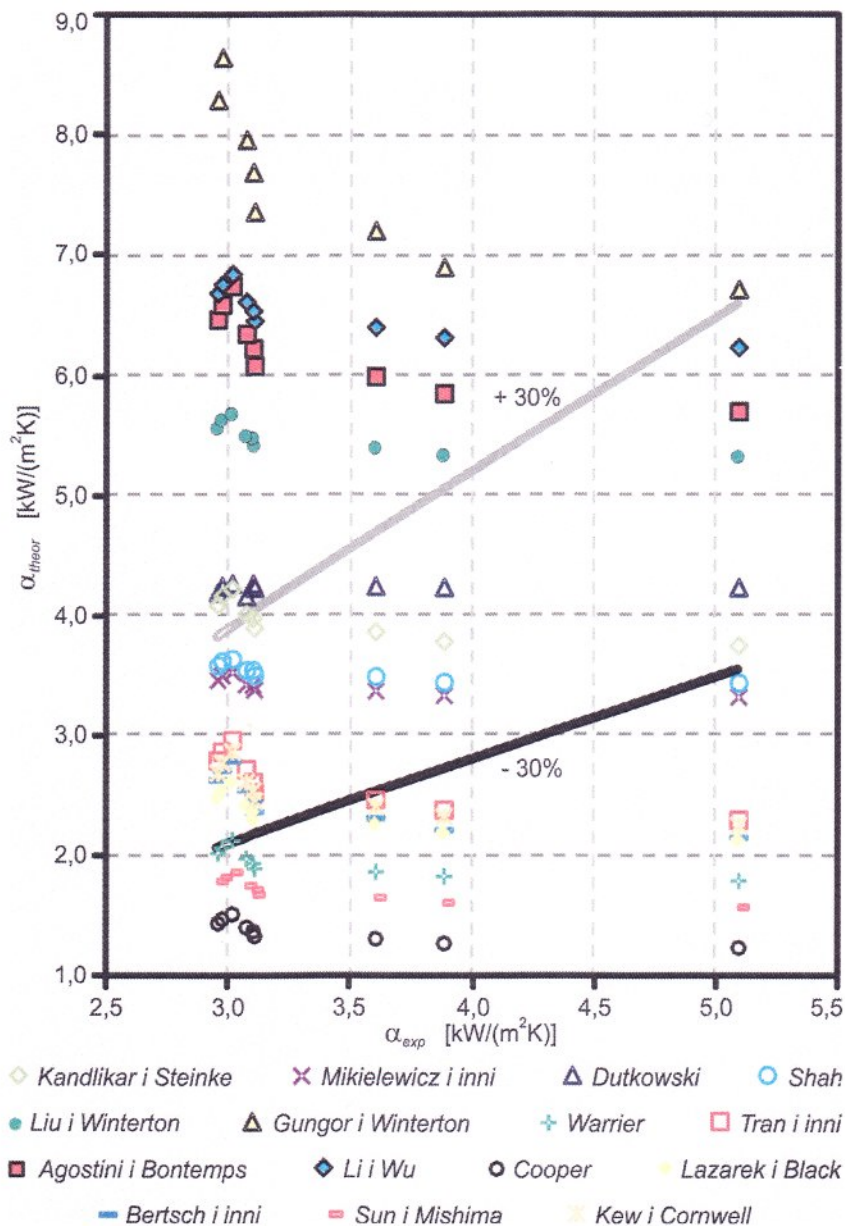 9,0
8,0
7,0
6,0
5,0
4,0
3,0
2,0
1,0
α_theor [kW/(m²K)]
+ 30%
- 30%
2,5 3,0 3,5 4,0 4,5 5,0 5,5
α_exp [kW/(m²K)]
Kandlikar i Steinke Mikielewicz i inni Dutkowski Shah
Liu i Winterton Gungor i Winterton Warrier Tran i inni
Agostini i Bontemps Li i Wu Cooper Lazarek i Black
Bertsch i inni Sun i Mishima Kew i Cornwell